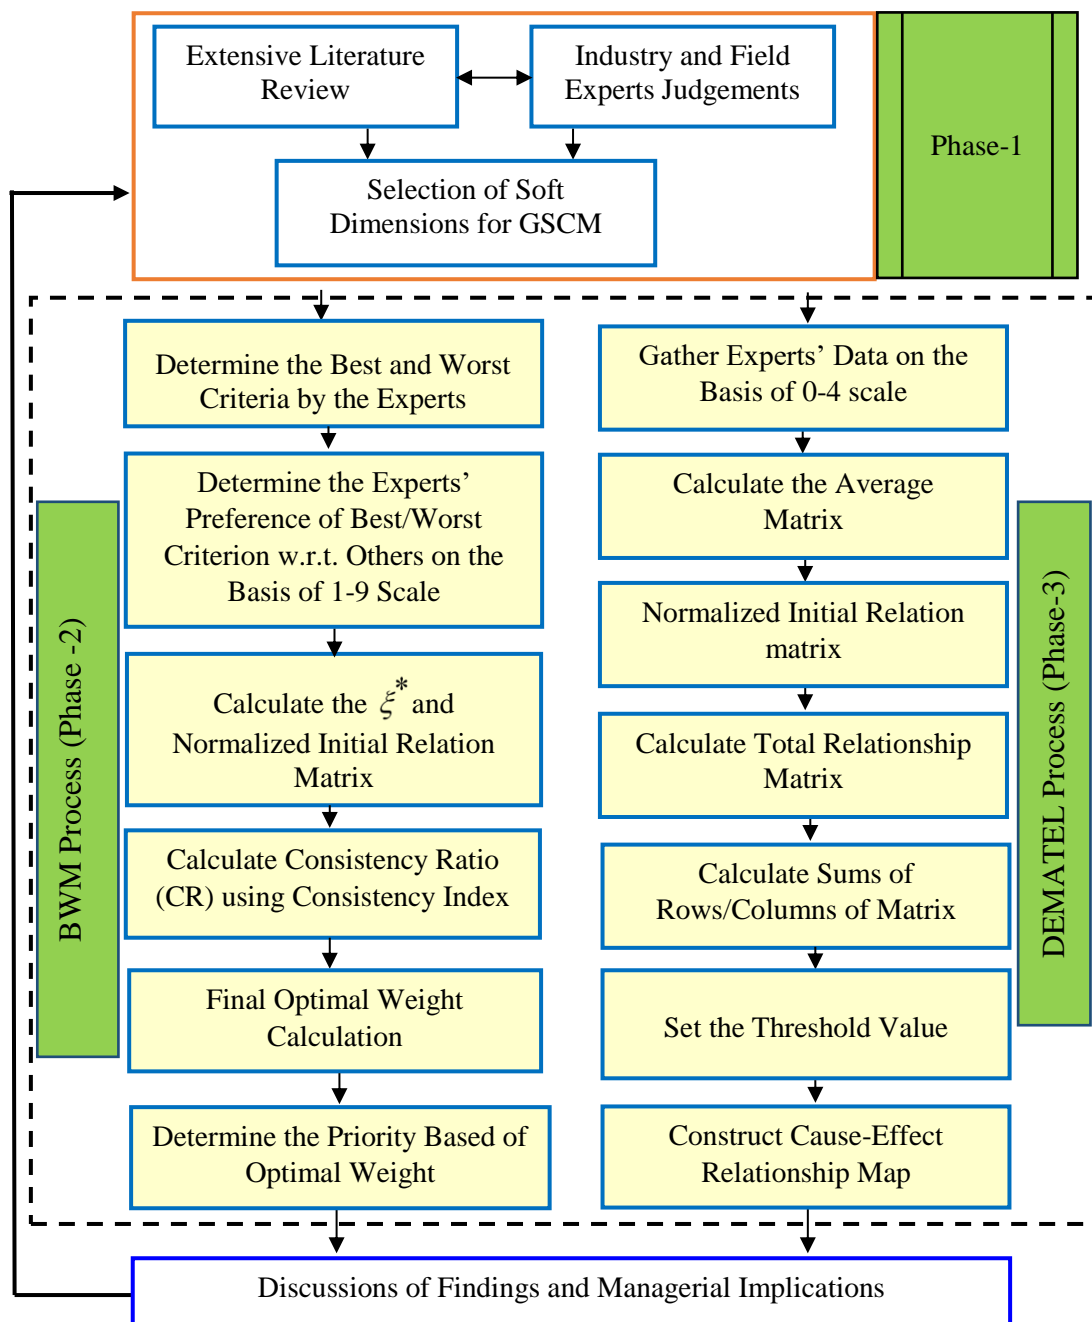 Extensive Literature
Review
Industry and Field
Experts Judgements
Phase-1
Selection of Soft
Dimensions for GSCM
BWM Process (Phase -2)
Determine the Best and Worst
Criteria by the Experts
Determine the Experts’
Preference of Best/Worst
Criterion w.r.t. Others on the
Basis of 1-9 Scale
Calculate the ξ* and
Normalized Initial Relation
Matrix
Calculate Consistency Ratio
(CR) using Consistency Index
Final Optimal Weight
Calculation
Determine the Priority Based of
Optimal Weight
Gather Experts’ Data on the
Basis of 0-4 scale
Calculate the Average
Matrix
Normalized Initial Relation
matrix
Calculate Total Relationship
Matrix
Calculate Sums of
Rows/Columns of Matrix
Set the Threshold Value
Construct Cause-Effect
Relationship Map
DEMATEL Process (Phase-3)
Discussions of Findings and Managerial Implications